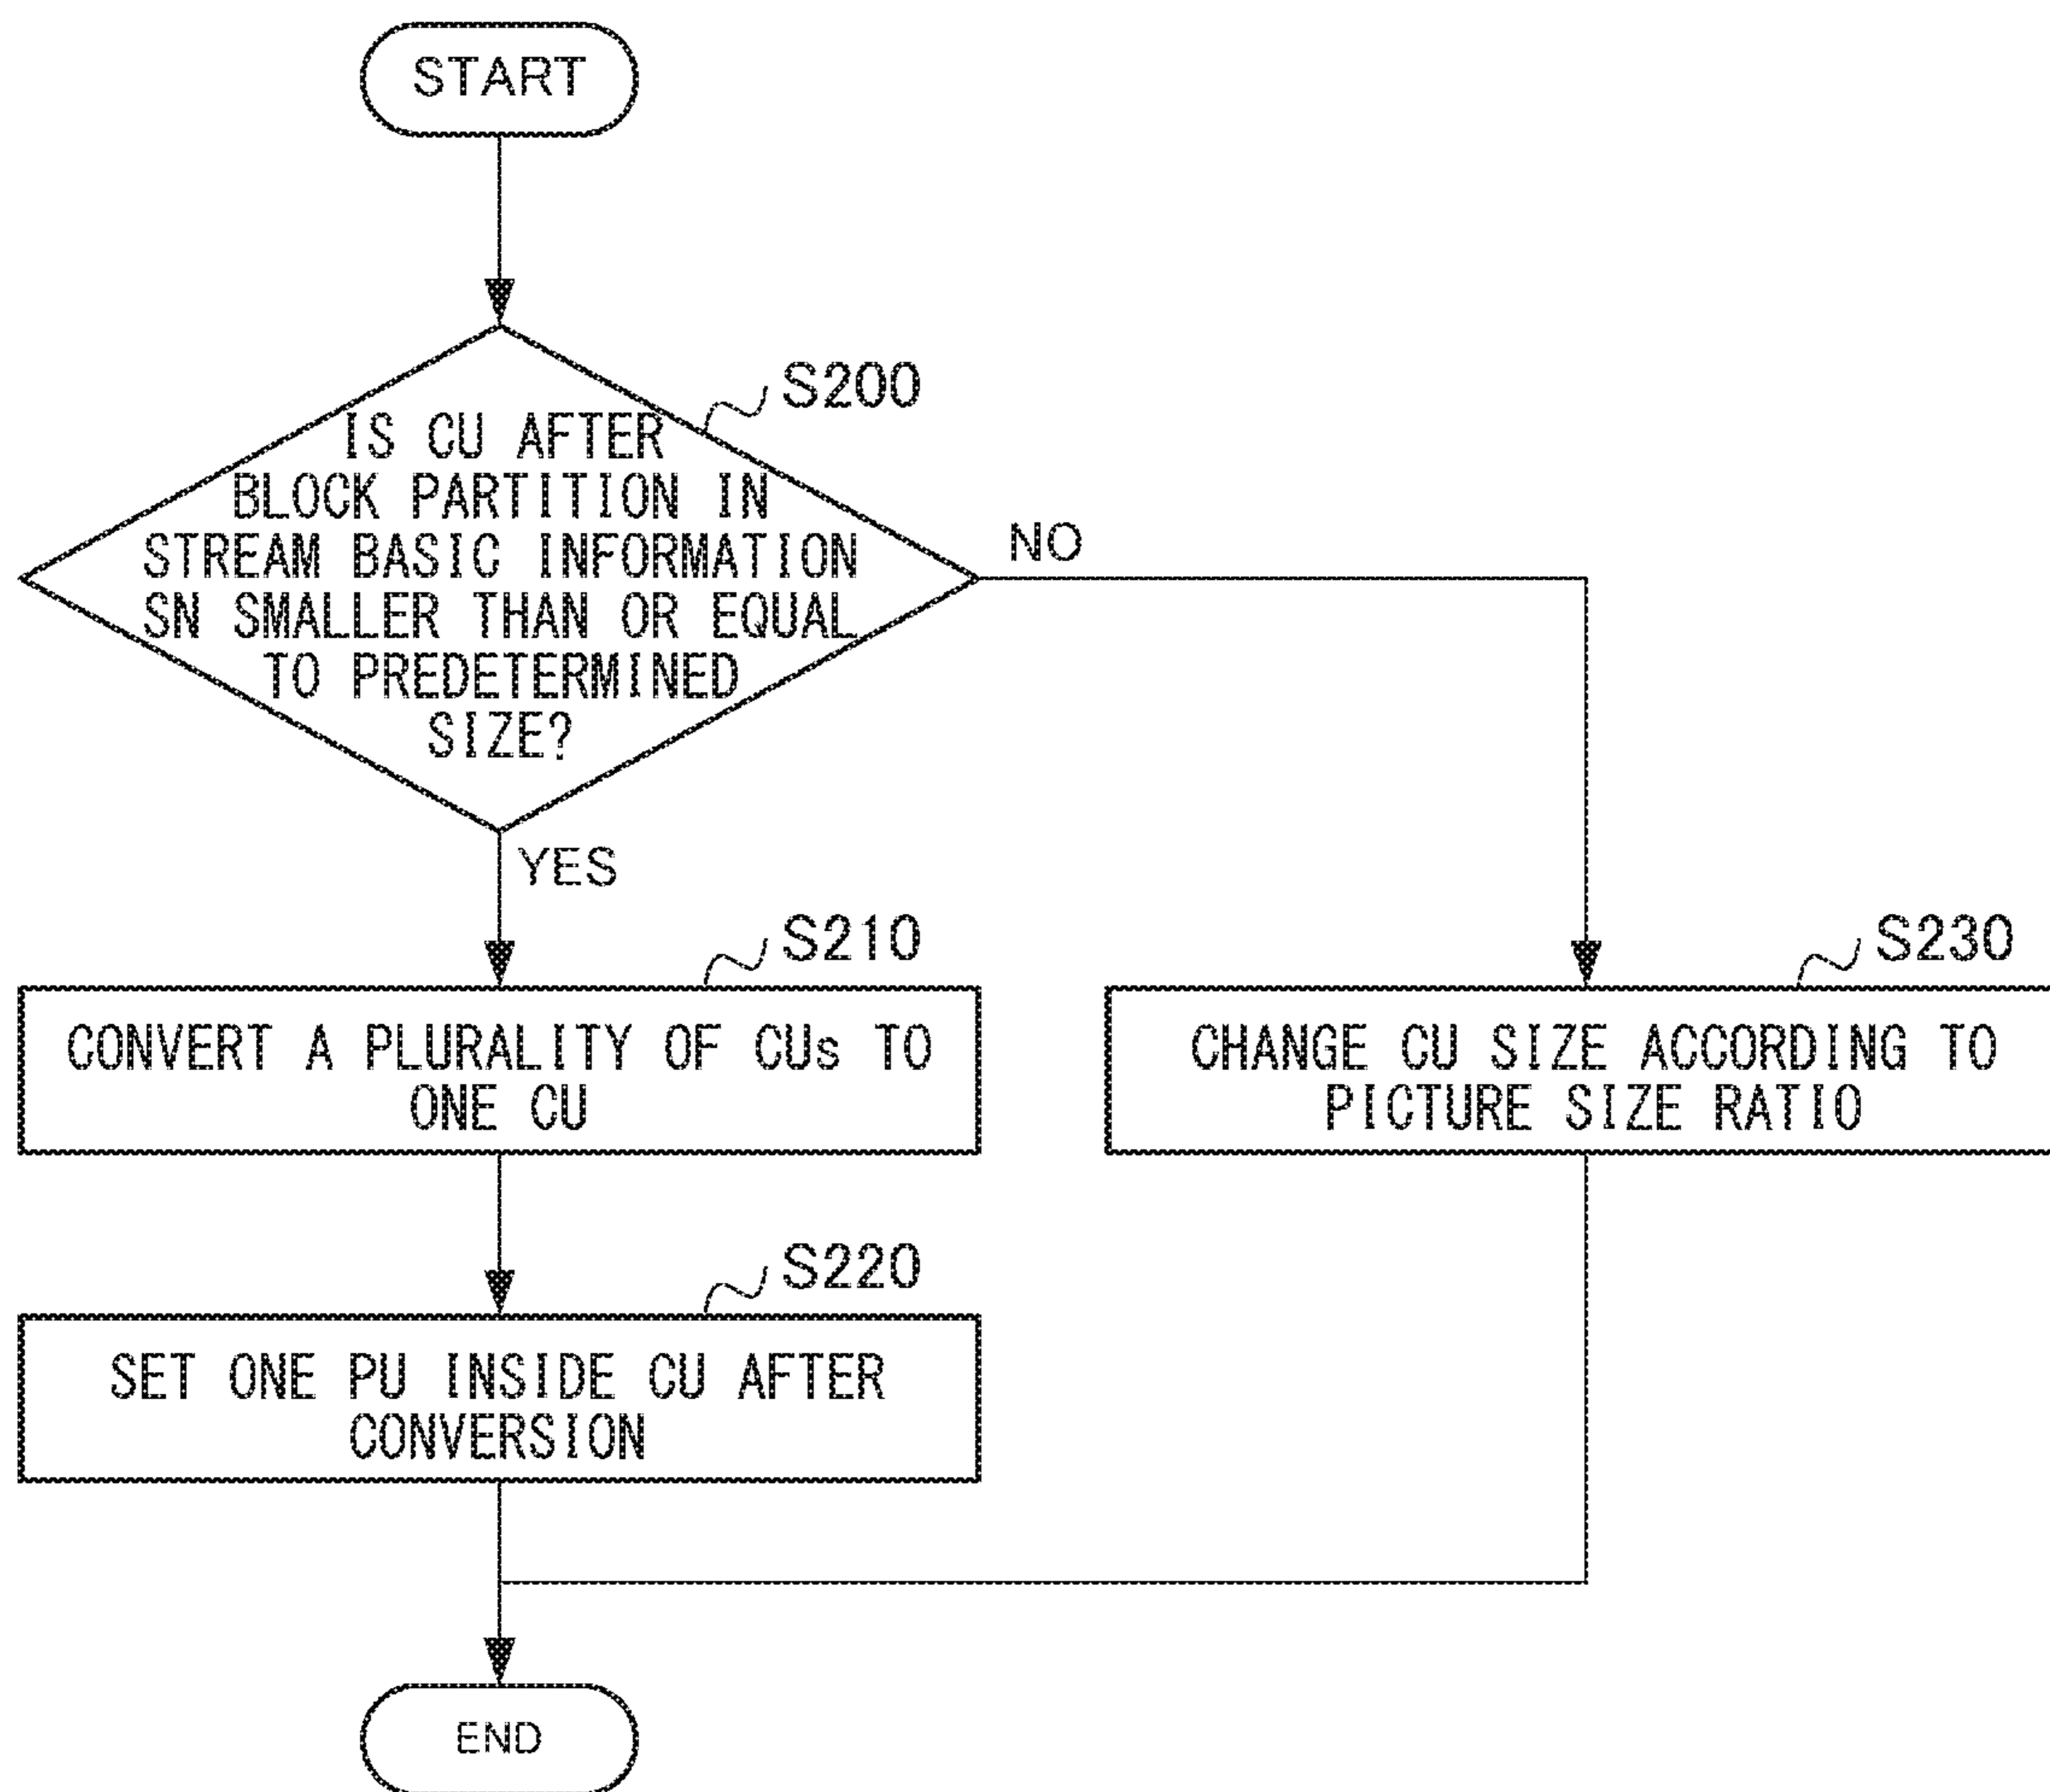 START
S200
IS CU AFTER
BLOCK PARTITION IN
STREAM BASIC INFORMATION
SN SMALLER THAN OR EQUAL
TO PREDETERMINED
SIZE?
NO
YES
S210
CONVERT A PLURALITY OF CUs TO
ONE CU
S230
CHANGE CU SIZE ACCORDING TO
PICTURE SIZE RATIO
S220
SET ONE PU INSIDE CU AFTER
CONVERSION
END